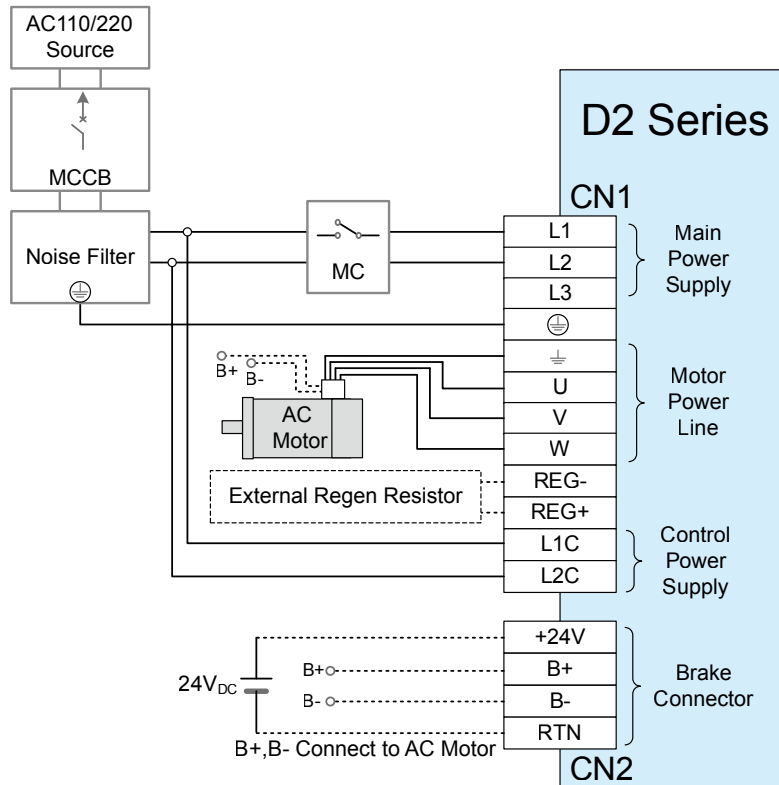 AC110/220
Source
MCCB
Noise Filter
MC
D2 Series
CN1
L1
L2
L3
Main
Power
Supply
B+
B-
AC
Motor
U
V
W
Motor
Power
Line
External Regen Resistor
REG-
REG+
L1C
L2C
Control
Power
Supply
24VDC
B+
B-
+24V
B+
B-
RTN
Brake
Connector
B+,B- Connect to AC Motor
CN2